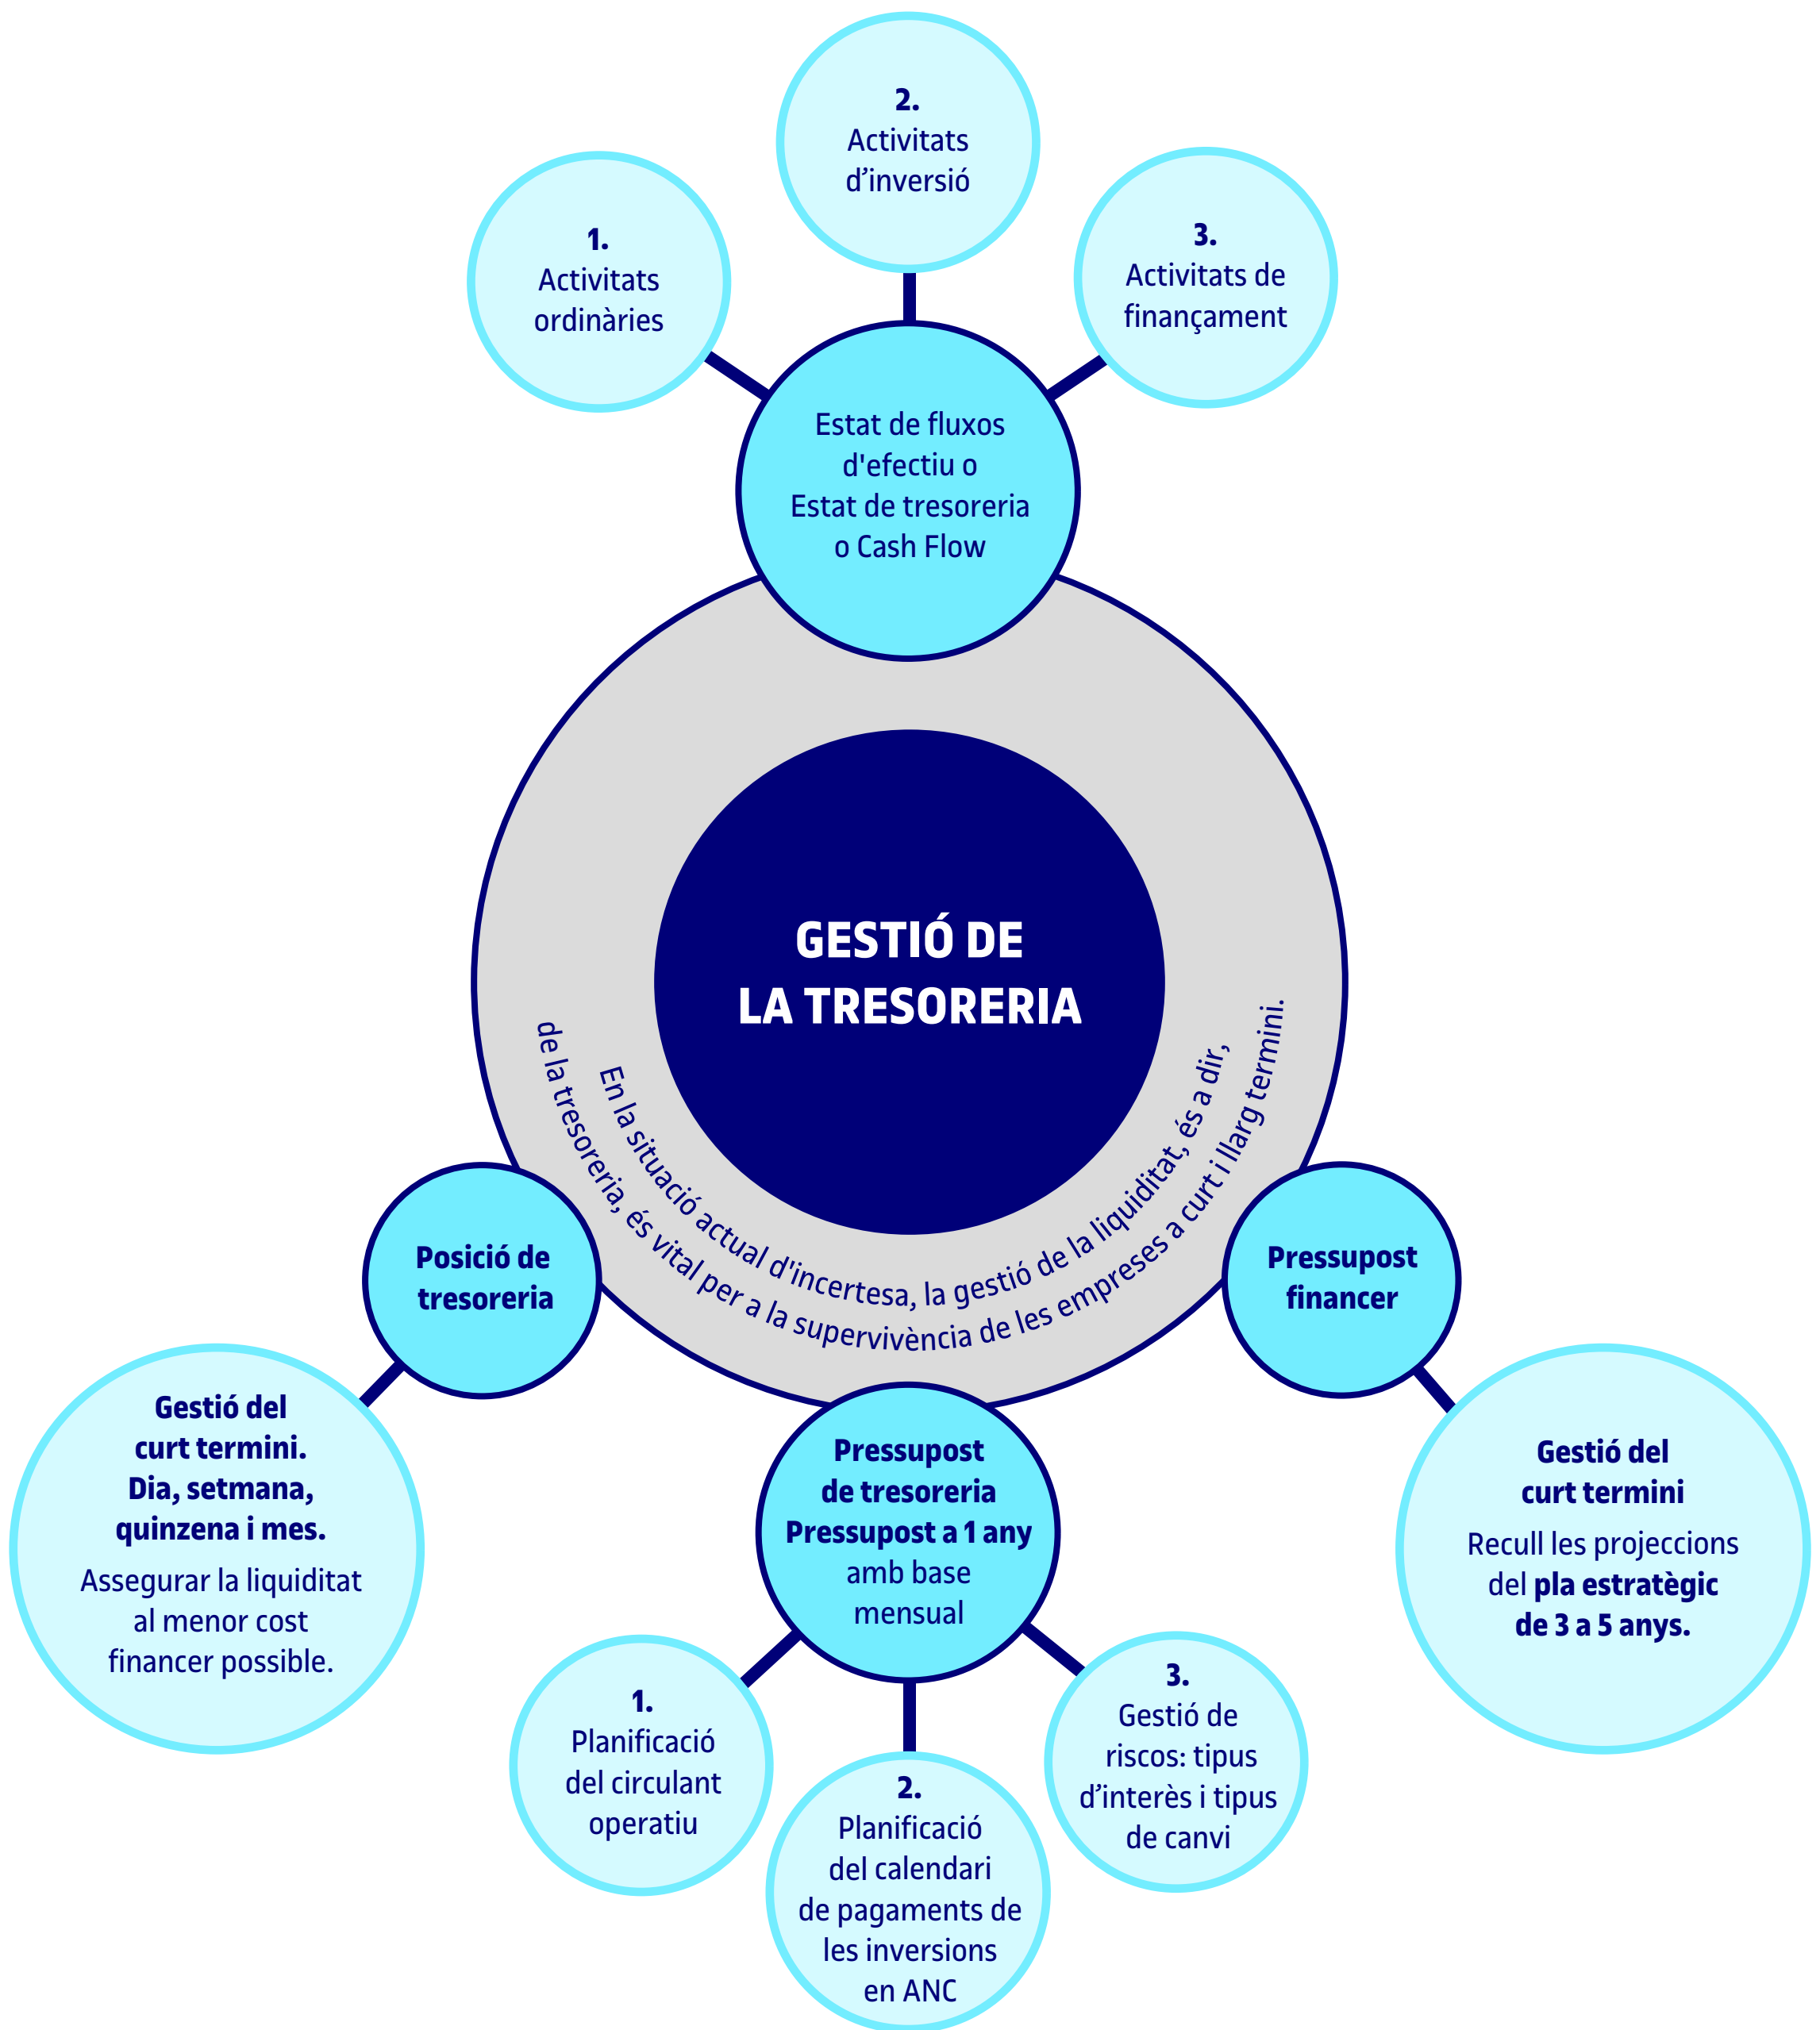 2.
Activitats
d’inversió
1.
Activitats
ordinàries
3.
Activitats de
finançament
Estat de fluxos
d'efectiu o
Estat de tresoreria
o Cash Flow
GESTIÓ DE
LA TRESORERIA
En la situació actual d'incertesa, la gestió de la liquiditat, és a dir,
de la tresoreria, és vital per a la supervivència de les empreses a curt i llarg termini.
Posició de
tresoreria
Gestió del
curt termini.
Dia, setmana,
quinzena i mes.
Assegurar la liquiditat
al menor cost
financer possible.
Pressupost
de tresoreria
Pressupost a 1 any
amb base
mensual
1.
Planificació
del circulant
operatiu
2.
Planificació
del calendari
de pagaments de
les inversions
en ANC
3.
Gestió de
riscos: tipus
d’interès i tipus
de canvi
Pressupost
financer
Gestió del
curt termini
Recull les projeccions
del pla estratègic
de 3 a 5 anys.